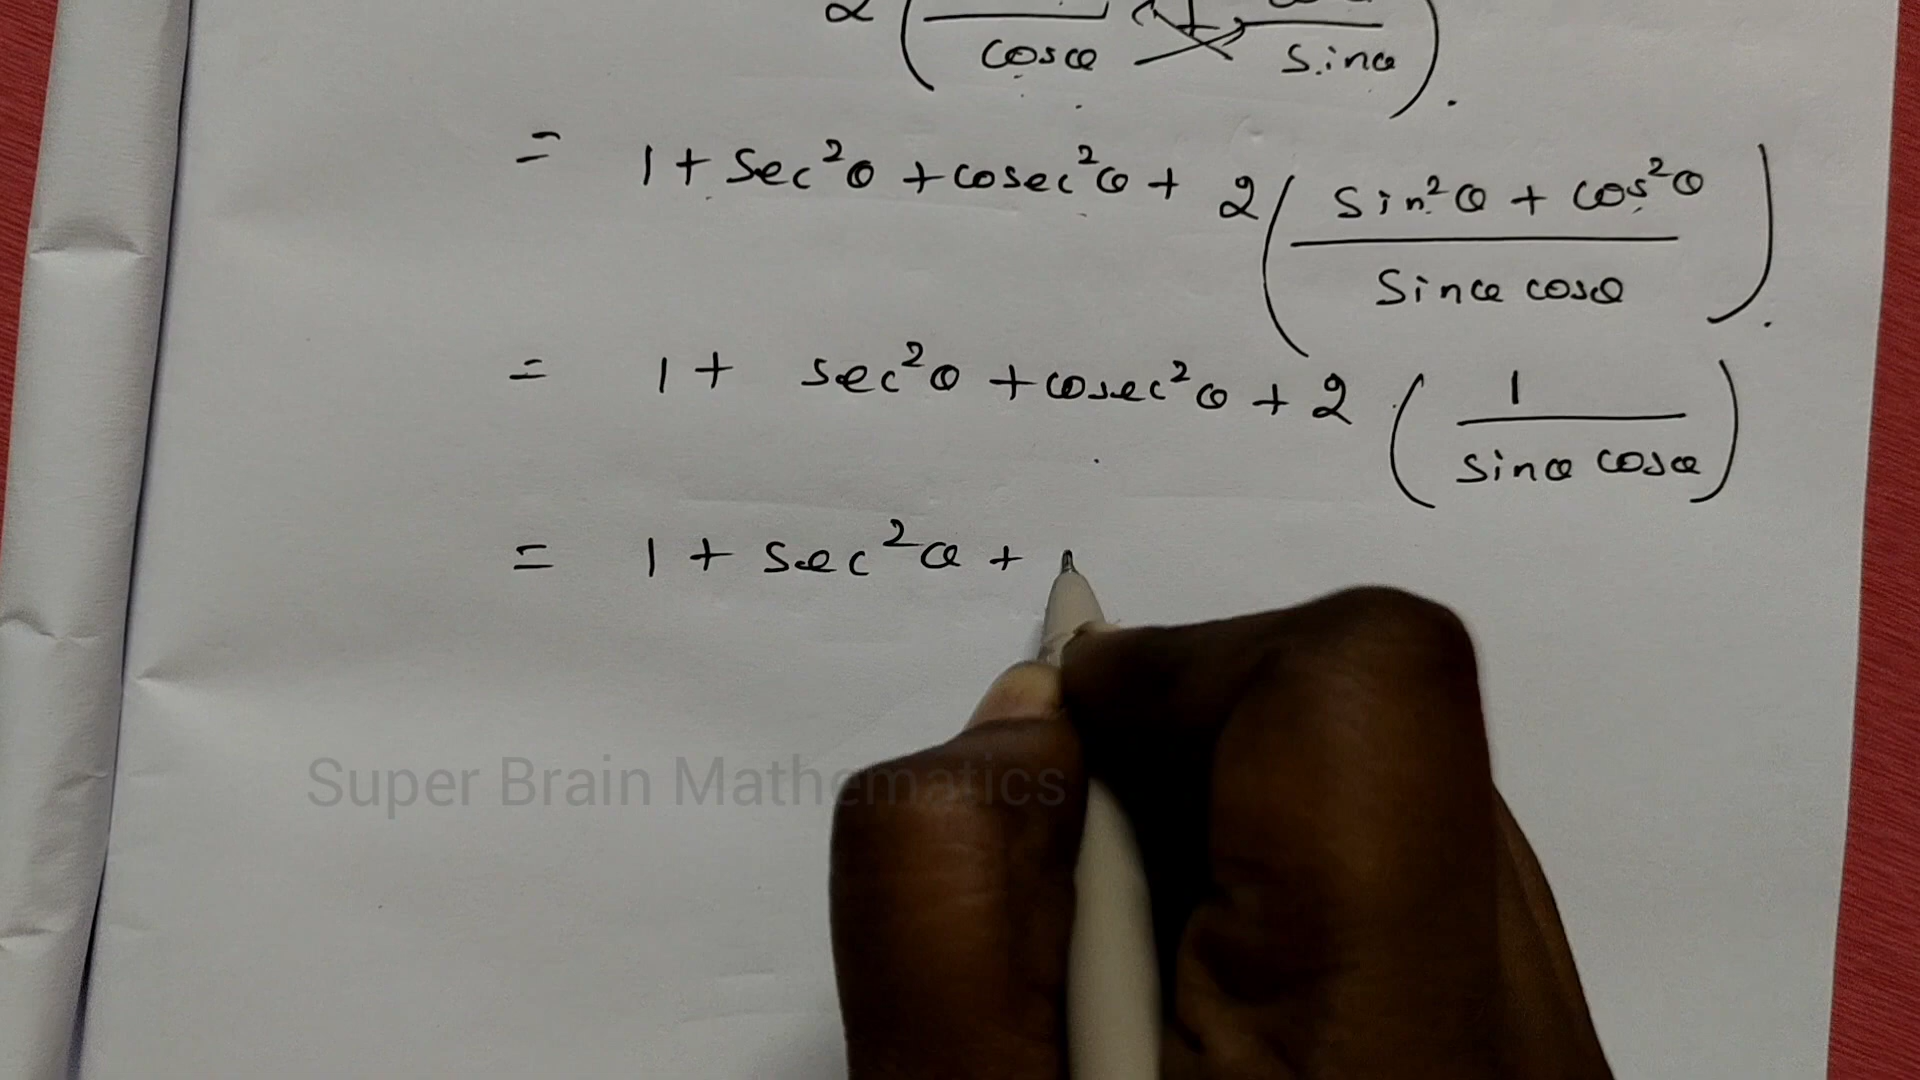 2 ( / cosθ + / sinθ ).
= 1 + sec²θ + cosec²θ + 2 ( sin²θ + cos²θ / sinθ cosθ ).
= 1 + sec²θ + cosec²θ + 2 ( 1 / sinθ cosθ )
= 1 + sec²θ +
Super Brain Mathematics